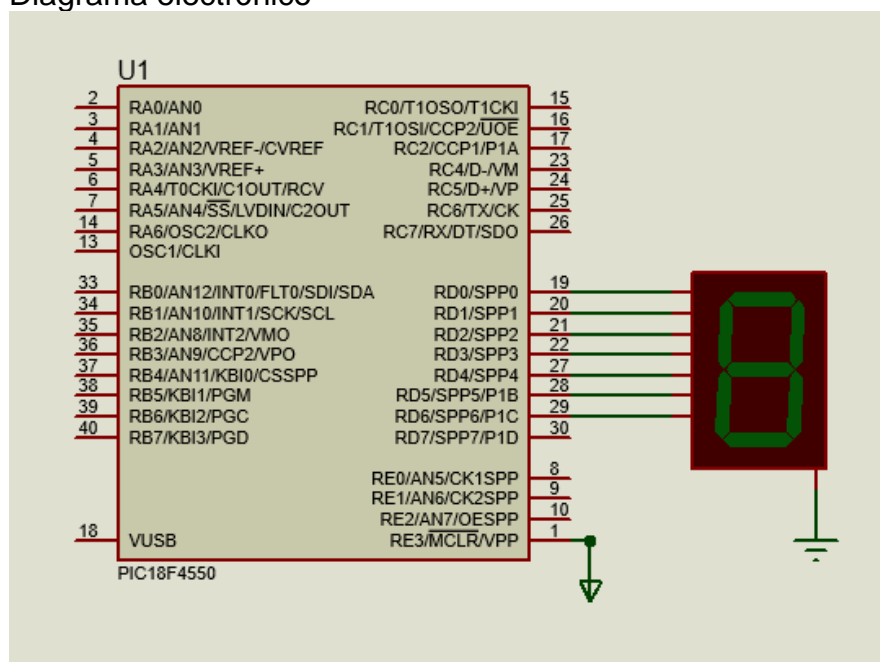 Diagrama electrónico
U1
2 RA0/AN0
3 RA1/AN1
4 RA2/AN2/VREF-/CVREF
5 RA3/AN3/VREF+
6 RA4/T0CKI/C1OUT/RCV
7 RA5/AN4/SS/LVDIN/C2OUT
14 RA6/OSC2/CLKO
13 OSC1/CLKI
33 RB0/AN12/INT0/FLT0/SDI/SDA
34 RB1/AN10/INT1/SCK/SCL
35 RB2/AN8/INT2/VMO
36 RB3/AN9/CCP2/VPO
37 RB4/AN11/KBI0/CSSPP
38 RB5/KBI1/PGM
39 RB6/KBI2/PGC
40 RB7/KBI3/PGD
18 VUSB
RC0/T1OSO/T1CKI 15
RC1/T1OSI/CCP2/UOE 16
RC2/CCP1/P1A 17
RC4/D-/VM 23
RC5/D+/VP 24
RC6/TX/CK 25
RC7/RX/DT/SDO 26
RD0/SPP0 19
RD1/SPP1 20
RD2/SPP2 21
RD3/SPP3 22
RD4/SPP4 27
RD5/SPP5/P1B 28
RD6/SPP6/P1C 29
RD7/SPP7/P1D 30
RE0/AN5/CK1SPP 8
RE1/AN6/CK2SPP 9
RE2/AN7/OESPP 10
RE3/MCLR/VPP 1
PIC18F4550